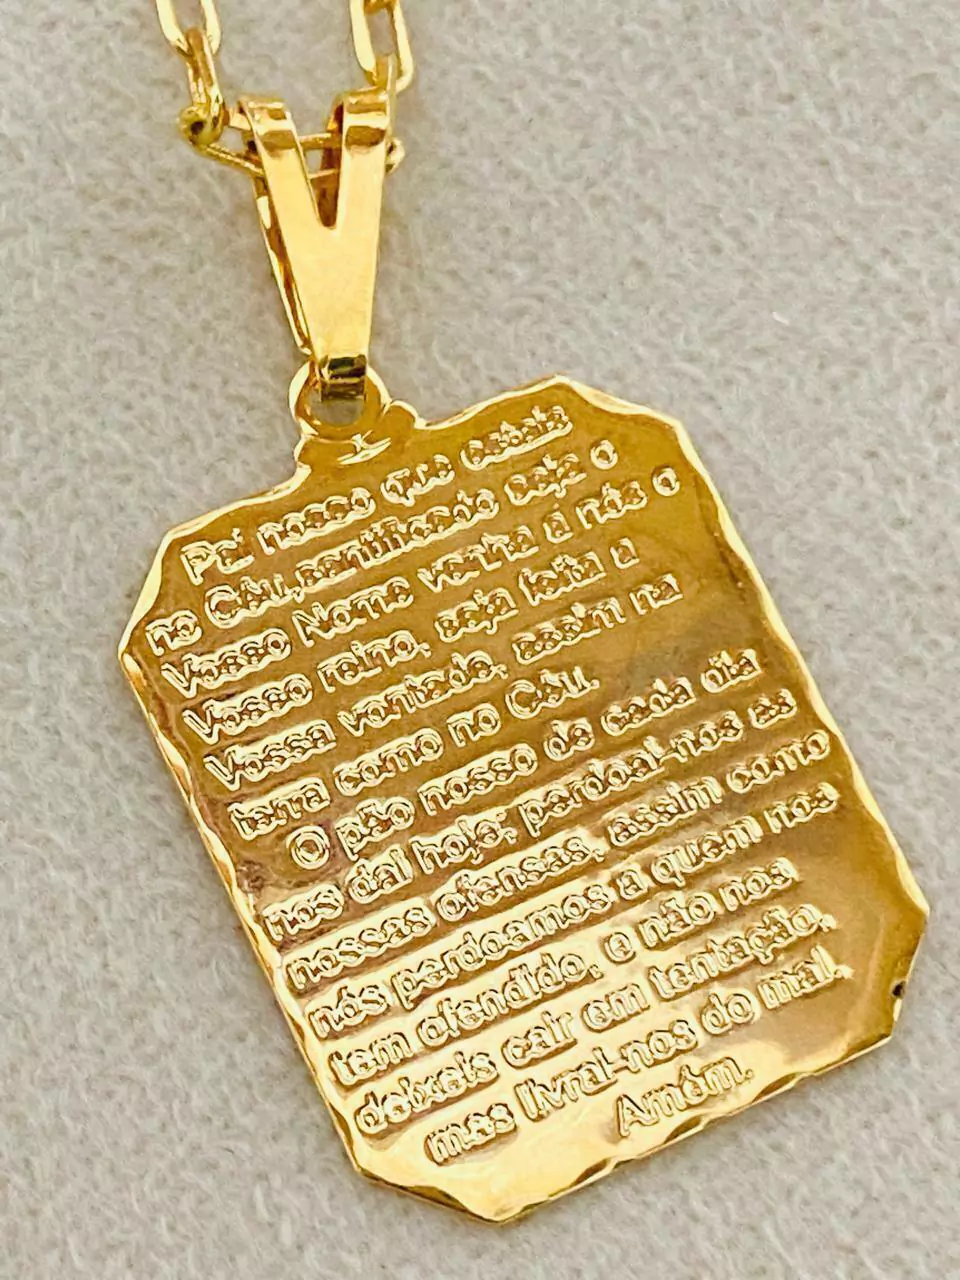 Pai nosso que estais
no Céu, santificado seja o
Vosso Nome venha a nós o
Vosso reino, seja feita a
Vossa vontade, assim na
terra como no Céu.
O pão nosso de cada dia
nos dai hoje; perdoai-nos as
nossas ofensas, assim como
nós perdoamos a quem nos
tem ofendido, e não nos
deixeis cair em tentação,
mas livrai-nos do mal.
Amém.